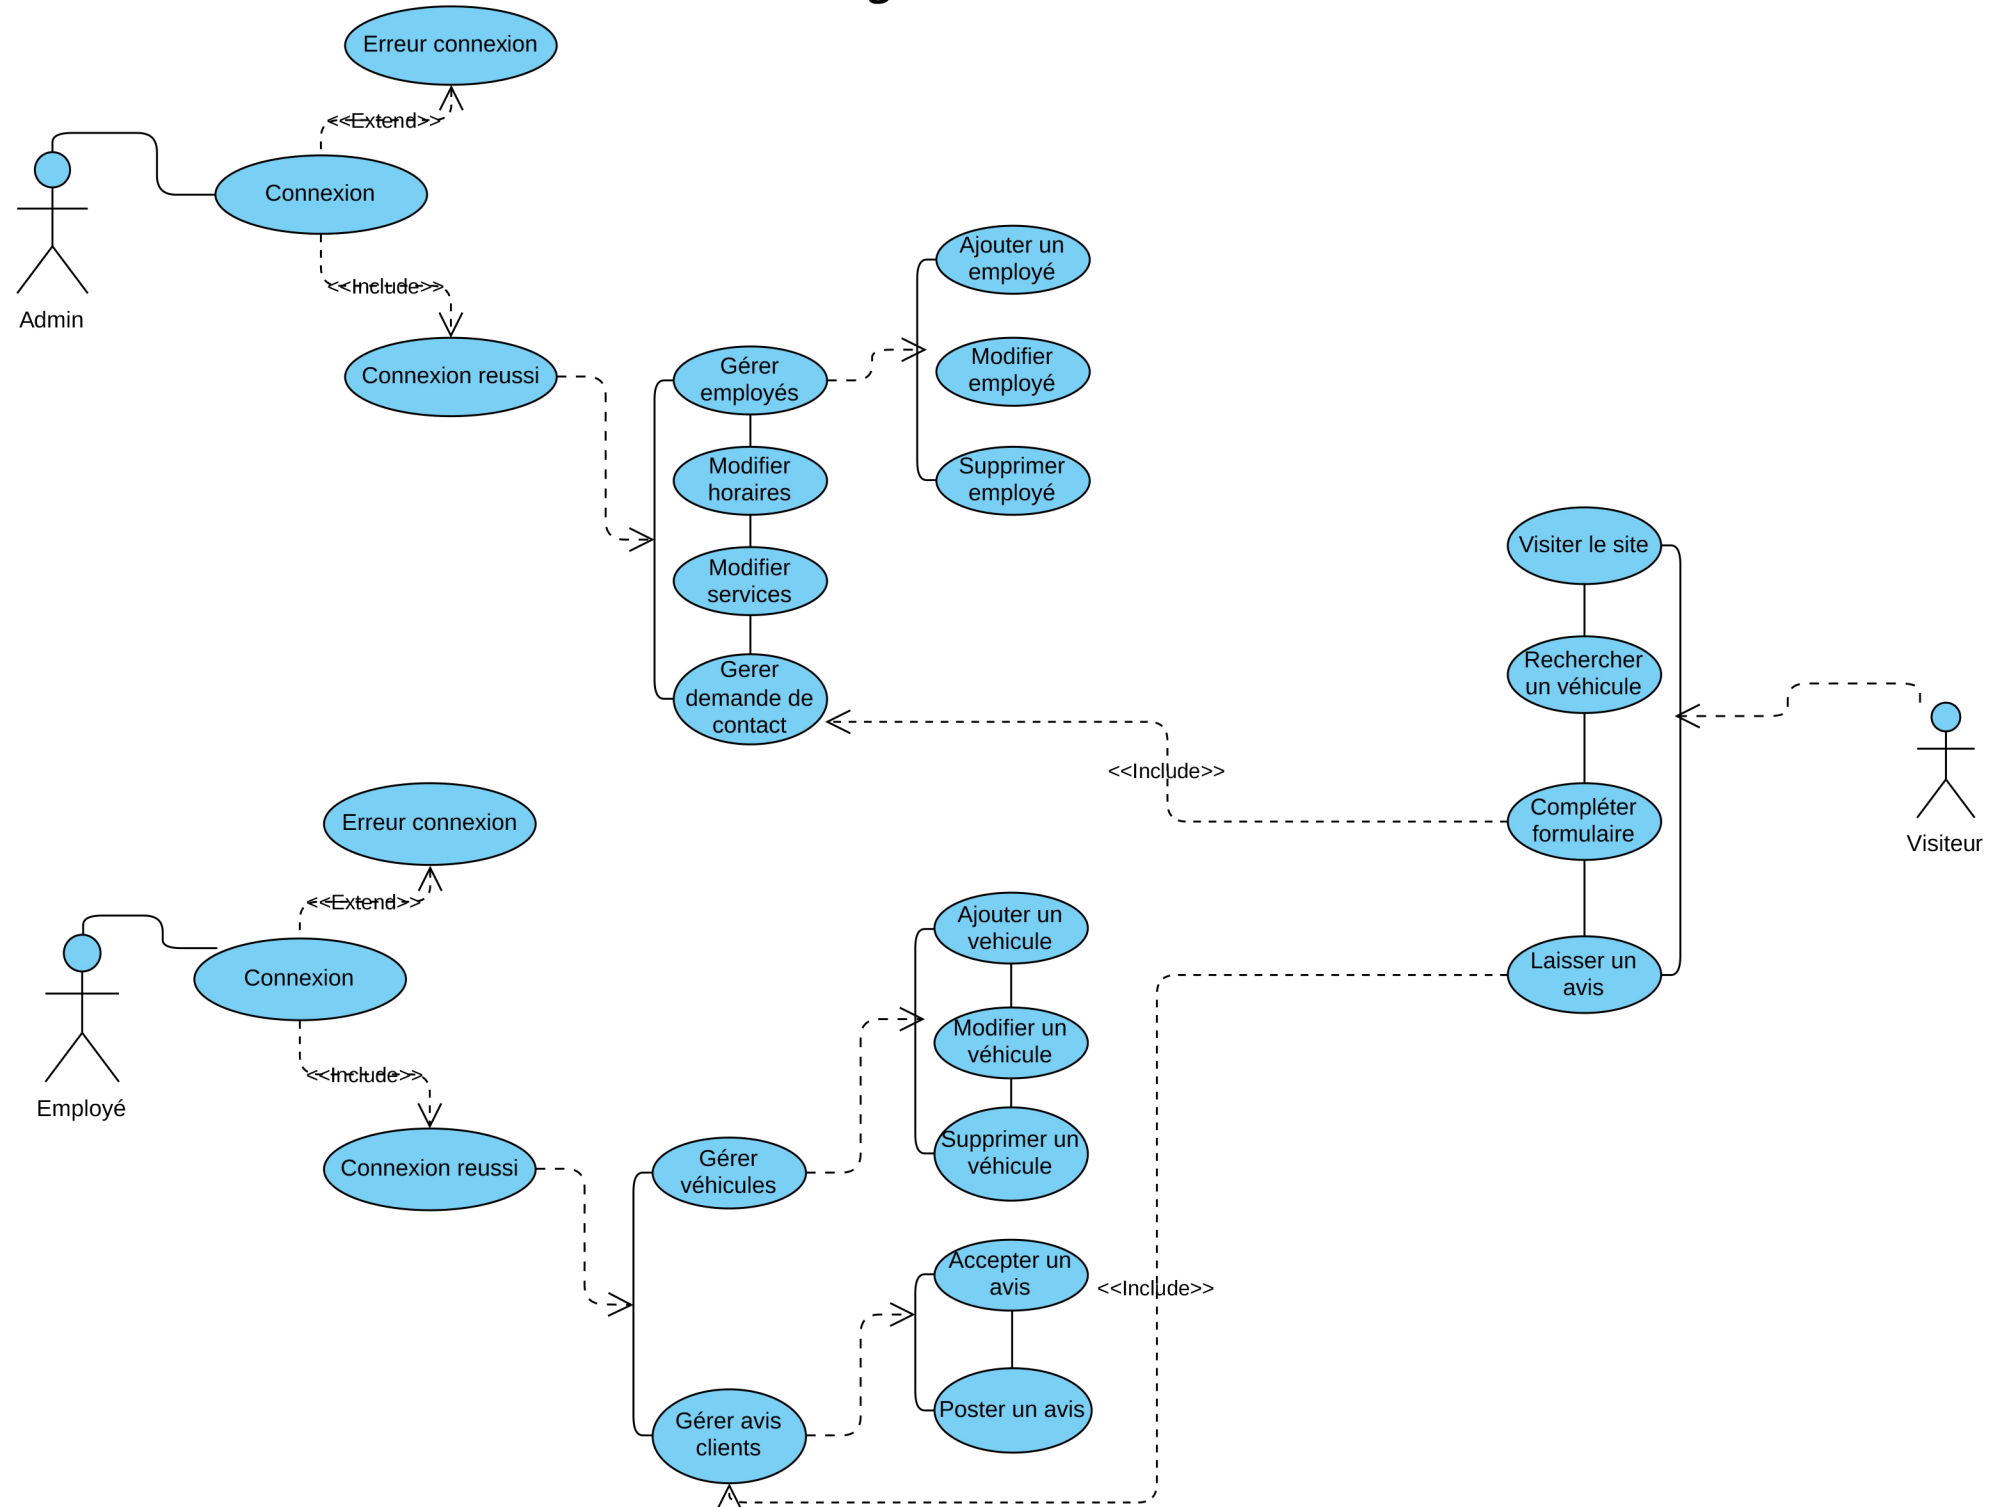 Erreur connexion
<<Extend>>
Connexion
<<Include>>
Admin
Connexion reussi
Gérer
employés
Modifier
horaires
Modifier
services
Gerer
demande de
contact
Ajouter un
employé
Modifier
employé
Supprimer
employé
Visiter le site
Rechercher
un véhicule
Compléter
formulaire
Laisser un
avis
Visiteur
<<Include>>
Erreur connexion
<<Extend>>
Connexion
<<Include>>
Employé
Connexion reussi
Gérer
véhicules
Gérer avis
clients
Ajouter un
vehicule
Modifier un
véhicule
Supprimer un
véhicule
Accepter un
avis
Poster un avis
<<Include>>